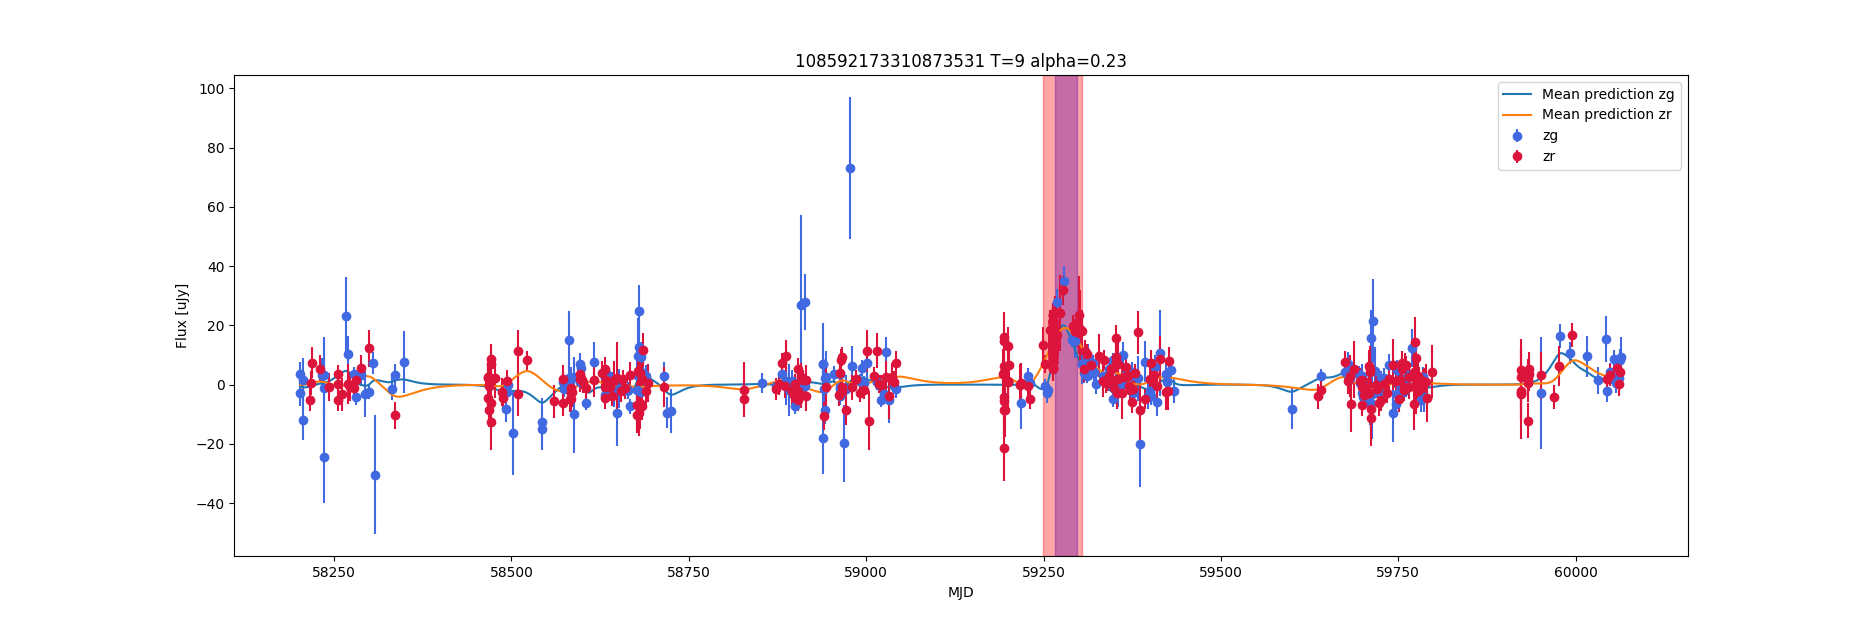 108592173310873531 T=9 alpha=0.23
100
80
60
40
20
0
−20
−40
Flux [uJy]
58250
58500
58750
59000
59250
59500
59750
60000
MJD
Mean prediction zg
Mean prediction zr
zg
zr